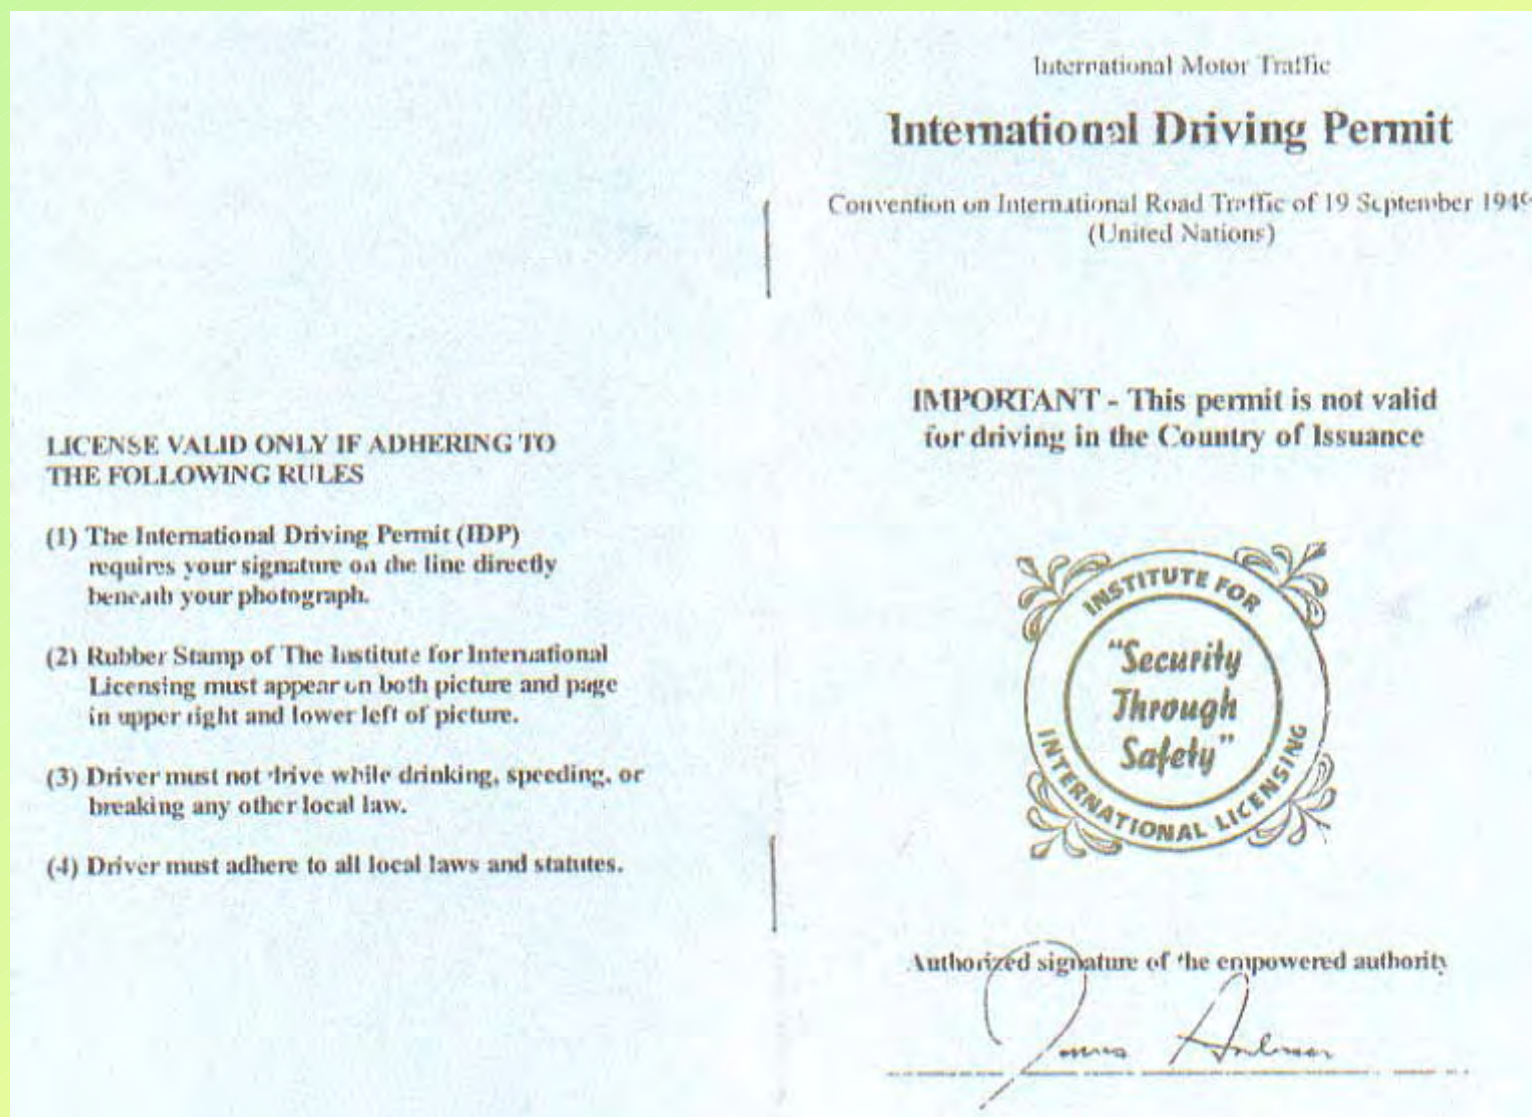 LICENSE VALID ONLY IF ADHERING TO
THE FOLLOWING RULES
(1) The International Driving Permit (IDP)
requires your signature on the line directly
beneath your photograph.
(2) Rubber Stamp of The Institute for International
Licensing must appear on both picture and page
in upper right and lower left of picture.
(3) Driver must not drive while drinking, speeding, or
breaking any other local law.
(4) Driver must adhere to all local laws and statutes.
International Motor Traffic
International Driving Permit
Convention on International Road Traffic of 19 September 1949
(United Nations)
IMPORTANT - This permit is not valid
for driving in the Country of Issuance
INSTITUTE FOR
"Security
Through
Safety"
INTERNATIONAL LICENSING
Authorized signature of the empowered authority